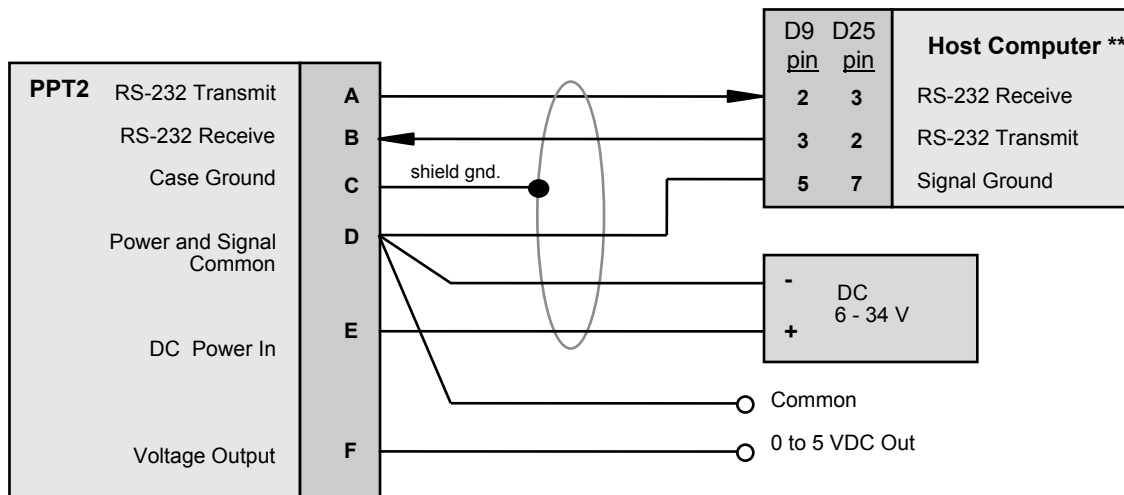 D9 D25
pin pin
Host Computer **
PPT2
RS-232 Transmit A
2 3 RS-232 Receive
RS-232 Receive B
3 2 RS-232 Transmit
Case Ground C
shield gnd.
5 7 Signal Ground
Power and Signal
Common
D
-
+
DC
6 - 34 V
DC Power In
E
Common
Voltage Output F
0 to 5 VDC Out